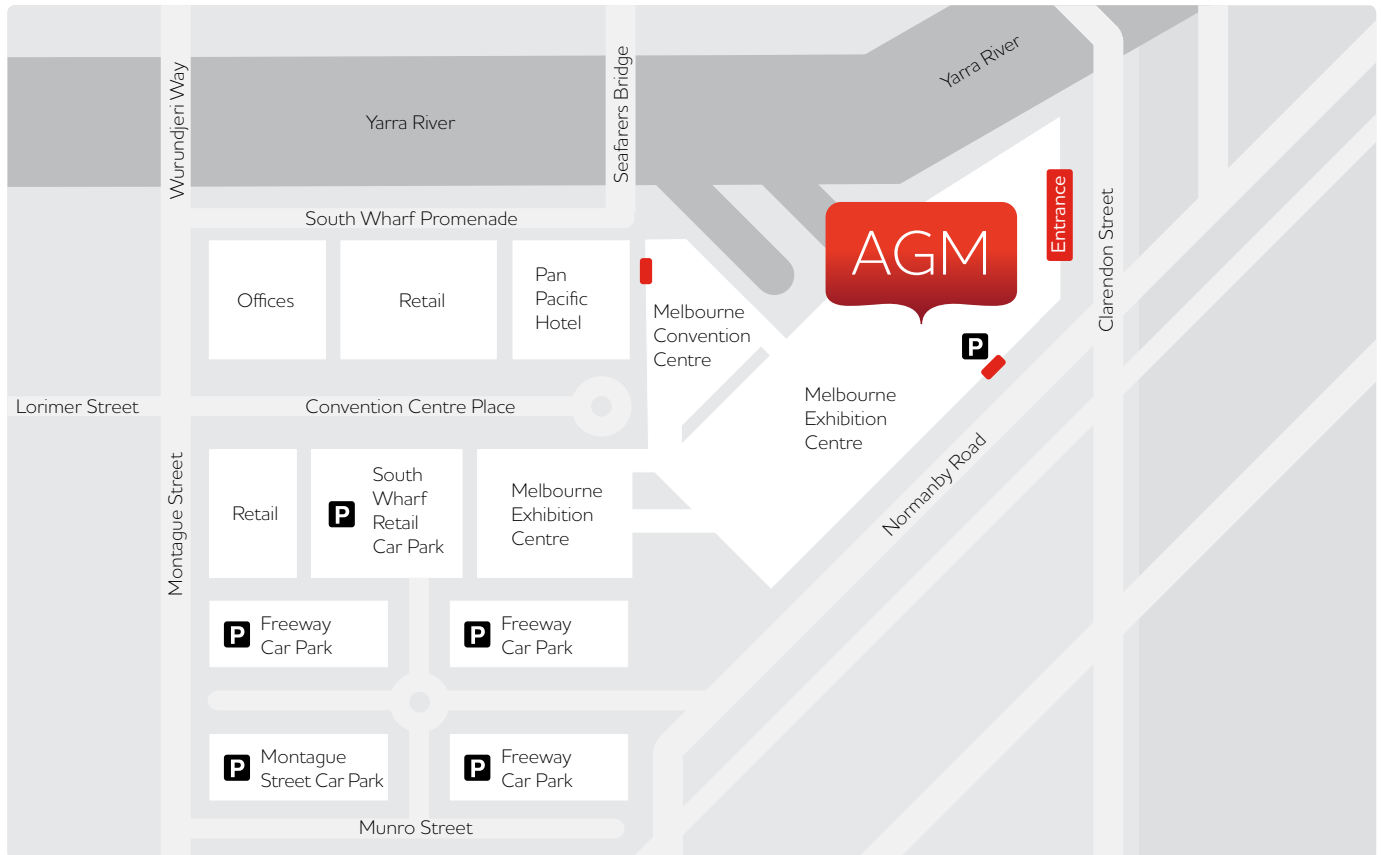 Yarra River
Yarra River
Wurundjeri Way
Seafarers Bridge
South Wharf Promenade
Entrance
Clarendon Street
AGM
Offices
Retail
Pan
Pacific
Hotel
Melbourne
Convention
Centre
P
Melbourne
Exhibition
Centre
Lorimer Street
Convention Centre Place
Normanby Road
Montague Street
Retail
P
South
Wharf
Retail
Car Park
Melbourne
Exhibition
Centre
P
Freeway
Car Park
P
Freeway
Car Park
P
Montague
Street Car Park
P
Freeway
Car Park
Munro Street